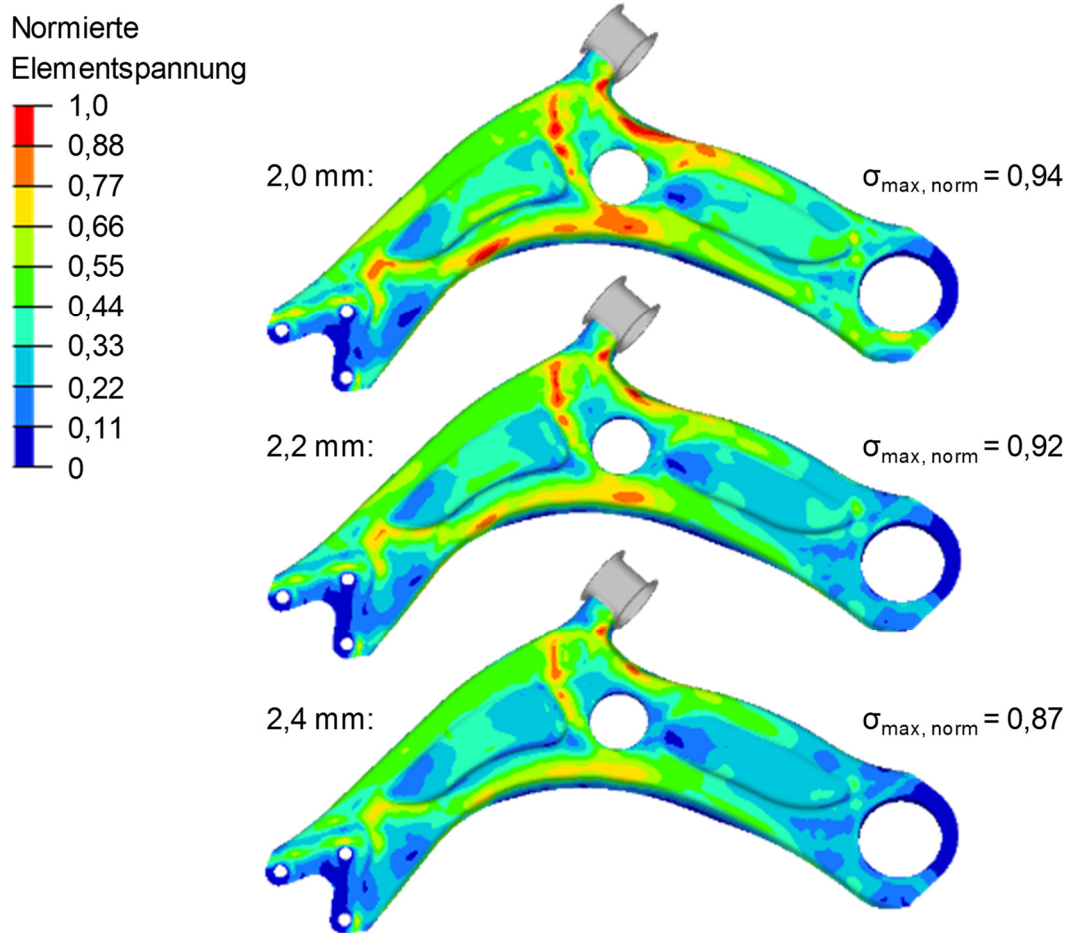 Normierte
Elementspannung
1,0
0,88
0,77
0,66
0,55
0,44
0,33
0,22
0,11
0
2,0 mm:
σmax, norm = 0,94
2,2 mm:
σmax, norm = 0,92
2,4 mm:
σmax, norm = 0,87